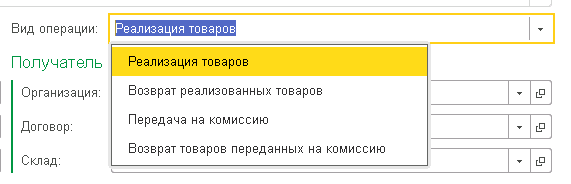 Вид операции: Реализация товаров
Реализация товаров
Получатель
Возврат реализованных товаров
Организация:
Передача на комиссию
Договор:
Возврат товаров переданных на комиссию
Склад: